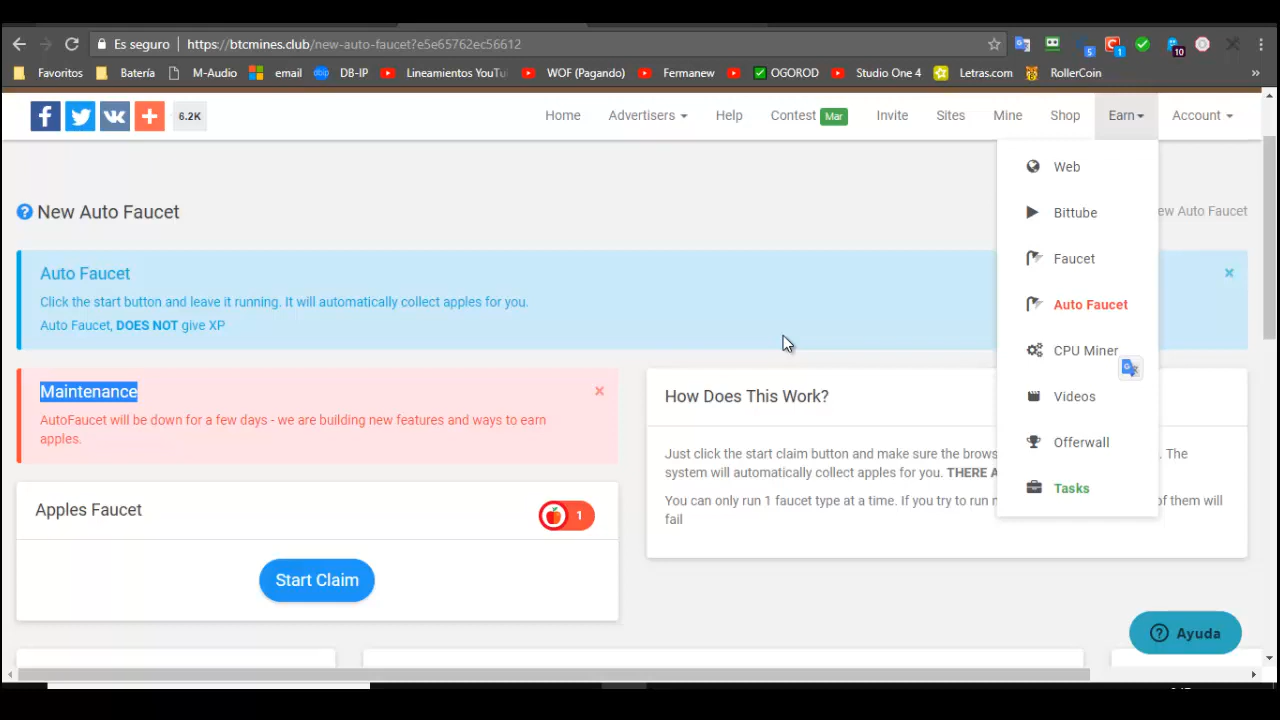 Es seguro | https://btcmines.club/new-auto-faucet?e5e65762ec56612
5 1 10
Favoritos Batería M-Audio email DB-IP Lineamientos YouTu WOF (Pagando) Fermanew OGOROD Studio One 4 Letras.com RollerCoin »
6.2K Home Advertisers Help Contest Mar Invite Sites Mine Shop Earn Account
Web
Bittube
Faucet
Auto Faucet
CPU Miner
Videos
Offerwall
Tasks
New Auto Faucet
ew Auto Faucet
Auto Faucet
Click the start button and leave it running. It will automatically collect apples for you.
Auto Faucet, DOES NOT give XP
Maintenance
AutoFaucet will be down for a few days - we are building new features and ways to earn
apples.
How Does This Work?
Just click the start claim button and make sure the brows . The
system will automatically collect apples for you. THERE A
You can only run 1 faucet type at a time. If you try to run of them will
fail
Apples Faucet
1
Start Claim
Ayuda